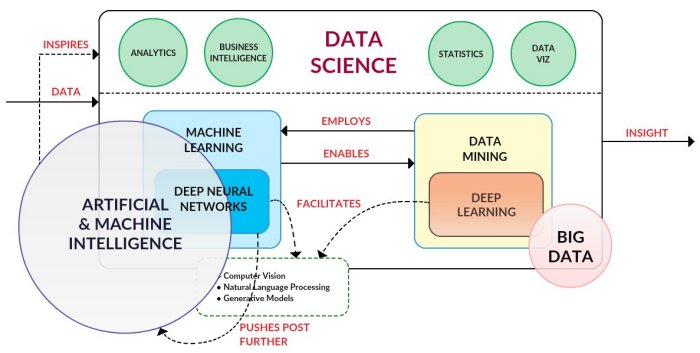 INSPIRES
ANALYTICS
BUSINESS
INTELLIGENCE
DATA
SCIENCE
STATISTICS
DATA
VIZ
DATA
MACHINE
LEARNING
EMPLOYS
ENABLES
DATA
MINING
INSIGHT
ARTIFICIAL
& MACHINE
INTELLIGENCE
DEEP NEURAL
NETWORKS
FACILITATES
DEEP
LEARNING
BIG
DATA
• Computer Vision
• Natural Language Processing
• Generative Models
PUSHES POST
FURTHER